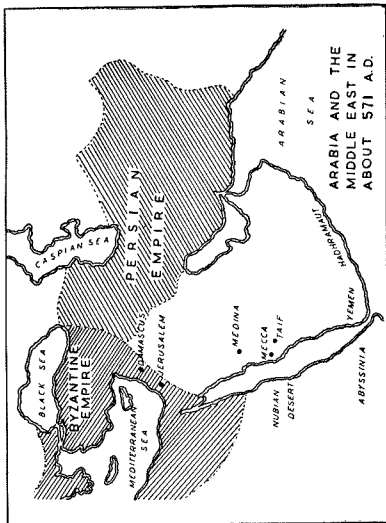 ARABIA AND THE
MIDDLE EAST IN
ABOUT 571 A.D.
BLACK SEA
CASPIAN SEA
BYZANTINE
EMPIRE
PERSIAN
EMPIRE
MEDITERRANEAN
SEA
DAMASCUS
JERUSALEM
ARABIAN
SEA
MEDINA
MECCA
TAIF
NUBIAN
DESERT
HADHRAMAUT
YEMEN
ABYSSINIA